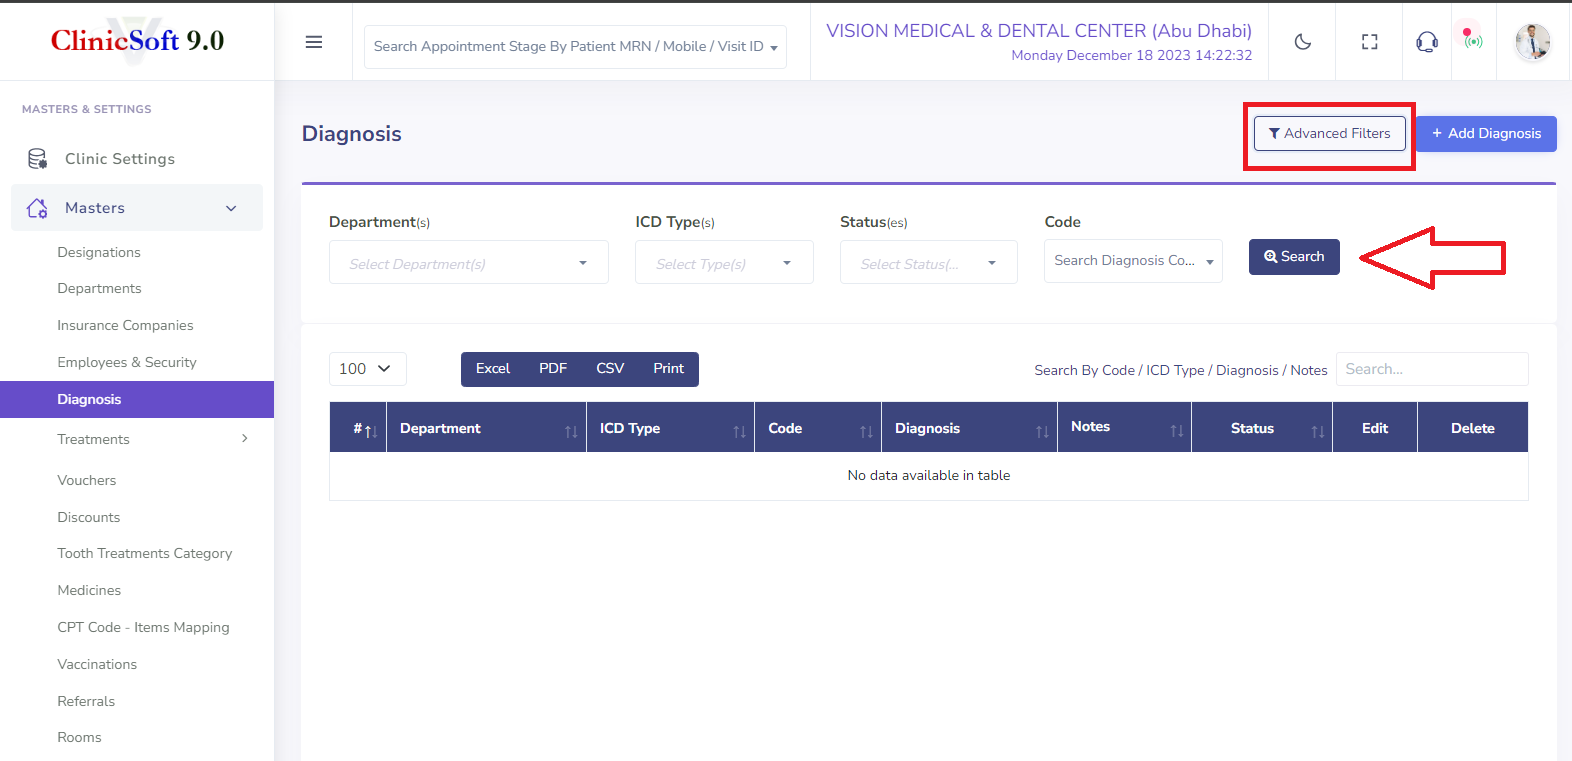 ClinicSoft 9.0
Search Appointment Stage By Patient MRN / Mobile / Visit ID
VISION MEDICAL & DENTAL CENTER (Abu Dhabi)
Monday December 18 2023 14:22:32
MASTERS & SETTINGS
Clinic Settings
Masters
Designations
Departments
Insurance Companies
Employees & Security
Diagnosis
Treatments
Vouchers
Discounts
Tooth Treatments Category
Medicines
CPT Code - Items Mapping
Vaccinations
Referrals
Rooms
Diagnosis
Advanced Filters
+ Add Diagnosis
Department(s) ICD Type(s) Status(es) Code
Select Department(s) Select Type(s) Select Status(... Search Diagnosis Co... Search
100 Excel PDF CSV Print Search By Code / ICD Type / Diagnosis / Notes Search...
# Department ICD Type Code Diagnosis Notes Status Edit Delete
No data available in table